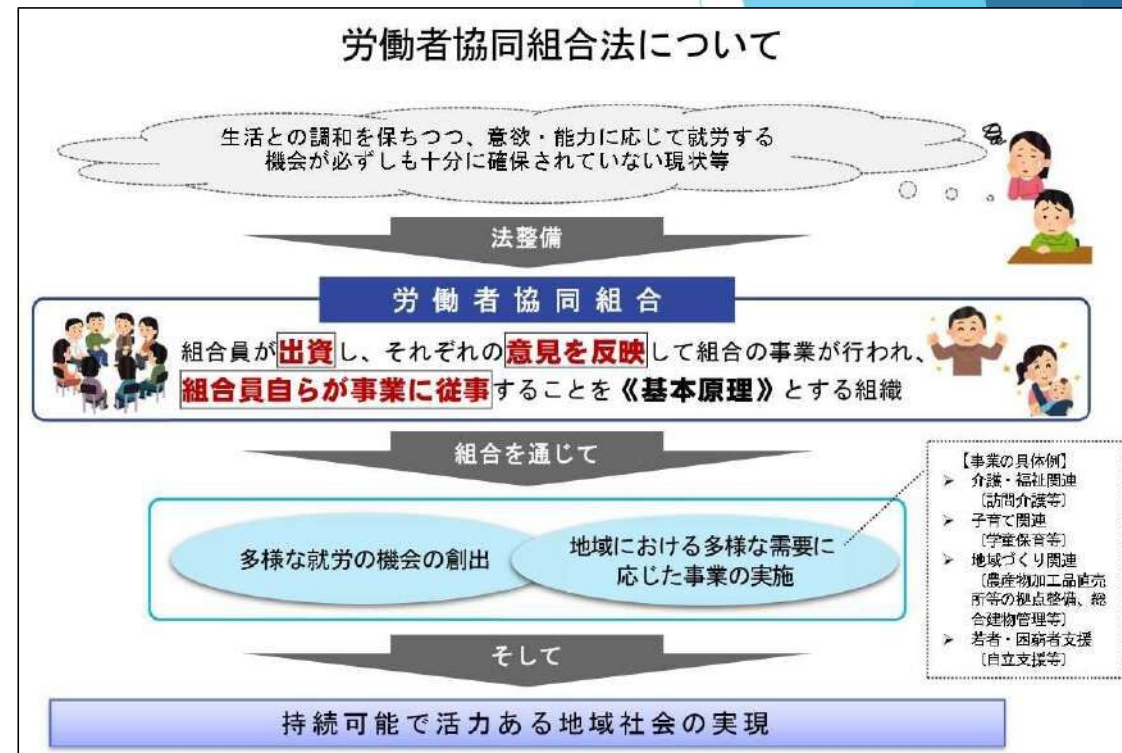 労働者協同組合法について
生活との調和を保ちつつ、意欲・能力に応じて就労する
機会が必ずしも十分に確保されていない現状等
法整備
労働者協同組合
組合員が出資し、それぞれの意見を反映して組合の事業が行われ、
組合員自らが事業に従事することを《基本原理》とする組織
組合を通じて
多様な就労の機会の創出
地域における多様な需要に
応じた事業の実施
【事業の具体例】
➢ 介護・福祉関連
〔訪問介護等〕
➢ 子育て関連
〔学童保育等〕
➢ 地域づくり関連
〔農産物加工品直売
所等の拠点整備、総
合建物管理等〕
➢ 若者・困窮者支援
〔自立支援等〕
そして
持続可能で活力ある地域社会の実現